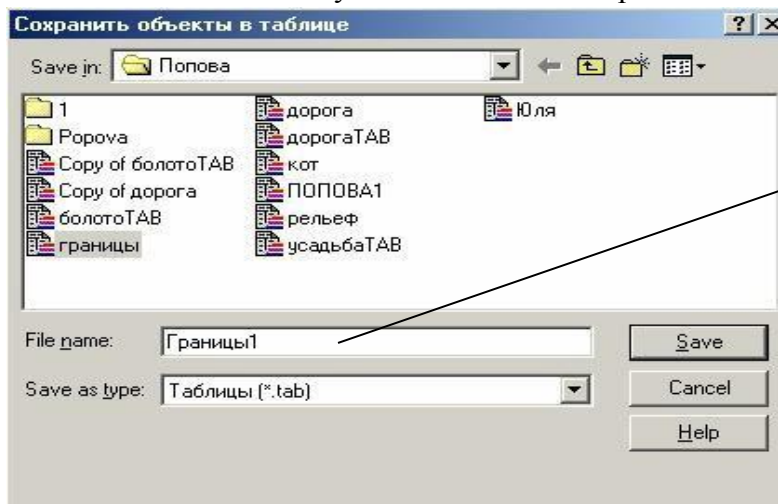 Сохранить объекты в таблице
Save in: Попова
1
Popova
Copy of болотоTAB
Copy of дорога
болотоTAB
границы
дорога
дорогаTAB
кот
ПОПОВА1
рельеф
усадьбаTAB
Юля
File name: Границы1
Save
Save as type: Таблицы (*.tab)
Cancel
Help